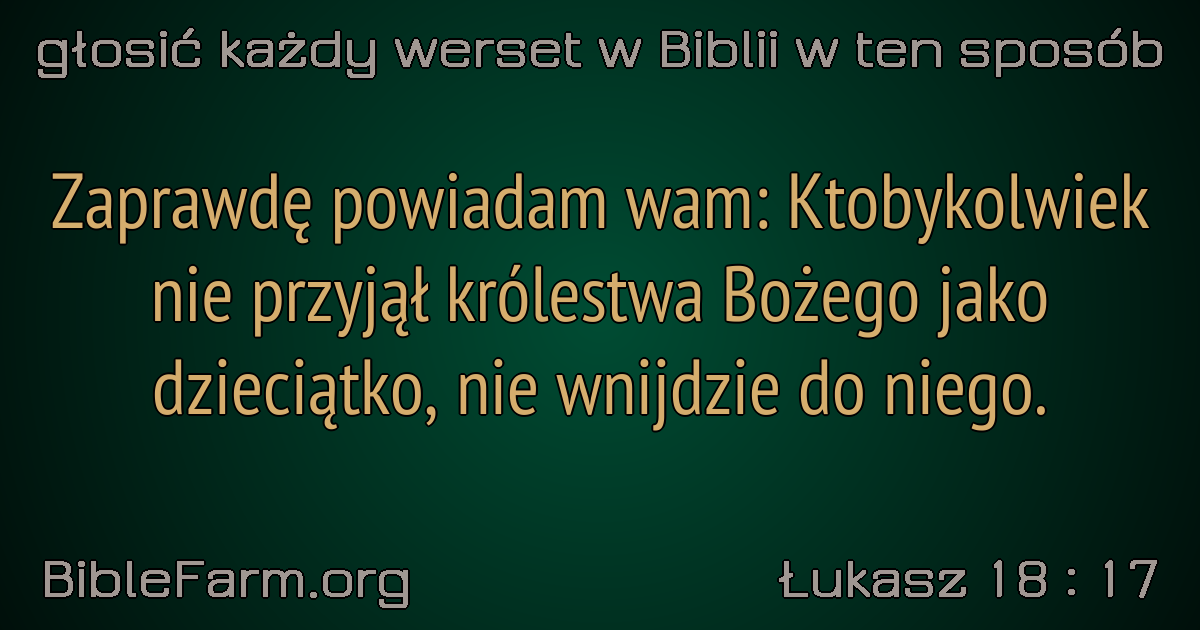 głosić każdy werset w Biblii w ten sposób
Zaprawdę powiadam wam: Ktobykolwiek
nie przyjął królestwa Bożego jako
dzieciątko, nie wnijdzie do niego.
BibleFarm.org
Łukasz 18 : 17